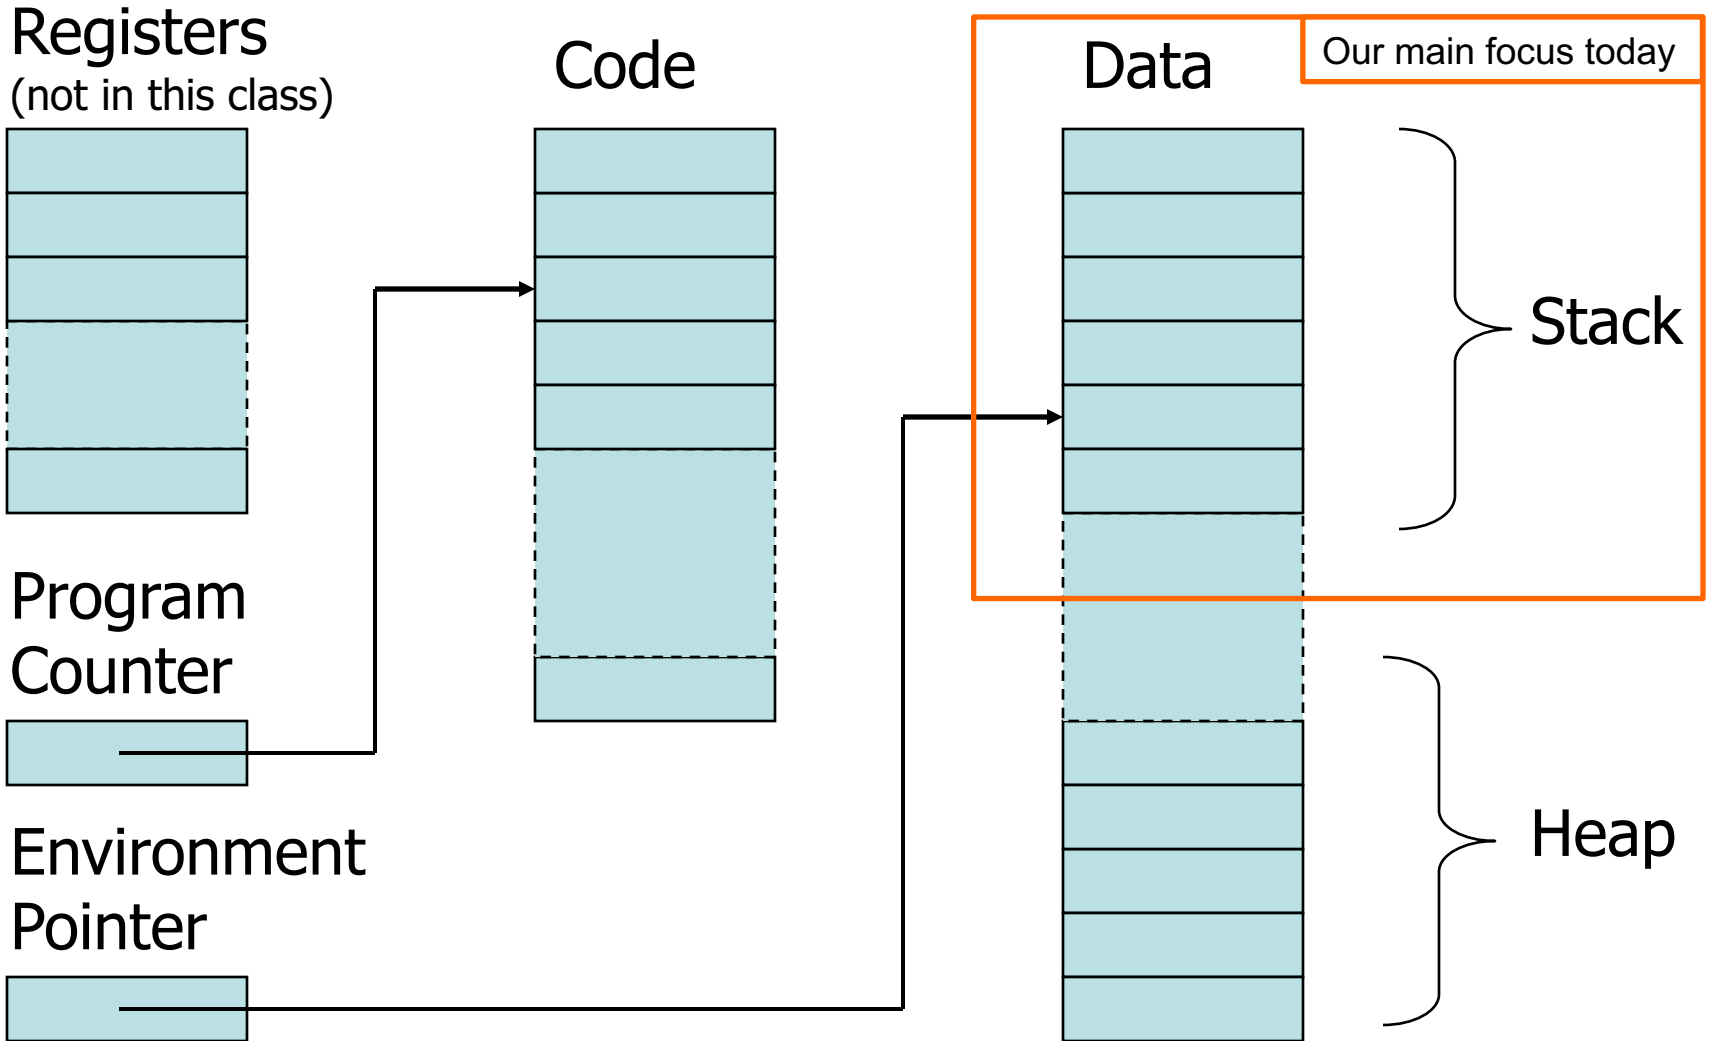 Registers
(not in this class)
Code
Data
Our main focus today
Stack
Program
Counter
Environment
Pointer
Heap